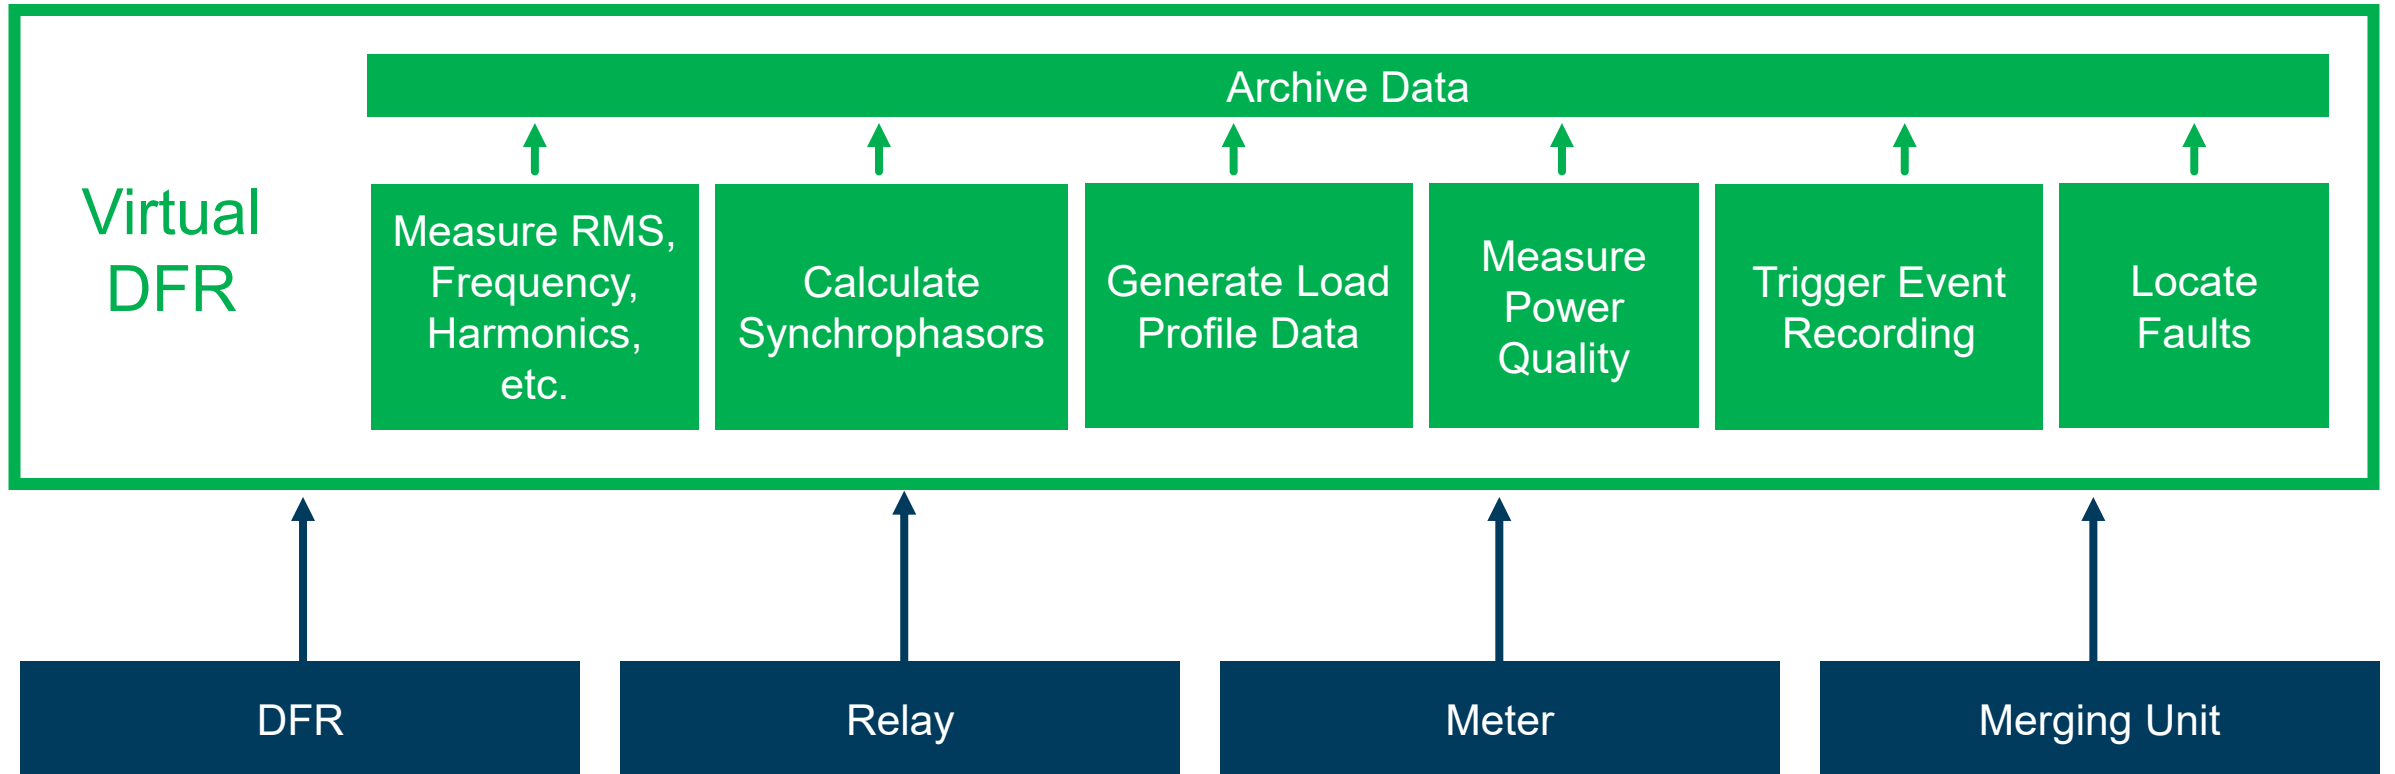 Archive Data
Virtual
DFR
Measure RMS,
Frequency,
Harmonics,
etc.
Calculate
Synchrophasors
Generate Load
Profile Data
Measure
Power
Quality
Trigger Event
Recording
Locate
Faults
DFR
Relay
Meter
Merging Unit